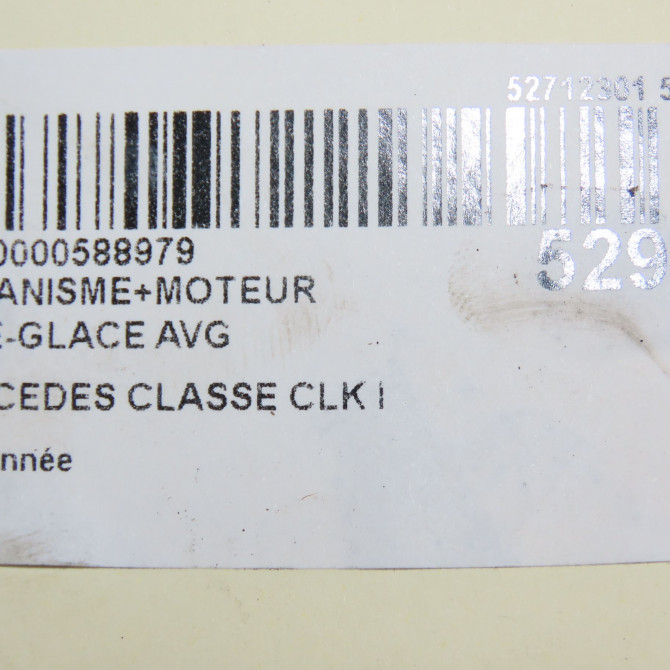 52712301 5
0000588979
529
ANISME+MOTEUR
E-GLACE AVG
CEDES CLASSE CLK I
nnée